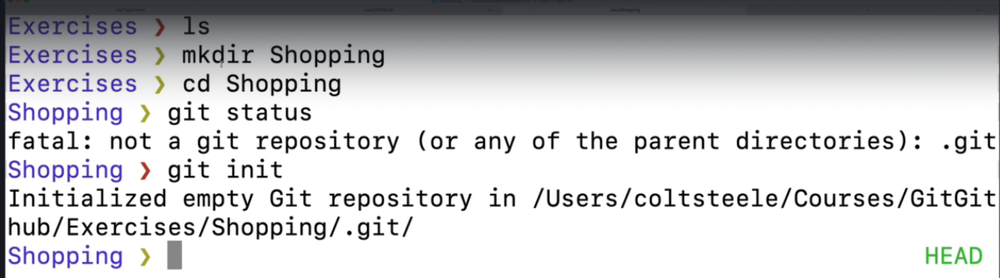 Exercises ❯ ls
Exercises ❯ mkdir Shopping
Exercises ❯ cd Shopping
Shopping ❯ git status
fatal: not a git repository (or any of the parent directories): .git
Shopping ❯ git init
Initialized empty Git repository in /Users/coltsteele/Courses/GitGit
hub/Exercises/Shopping/.git/
Shopping ❯ HEAD